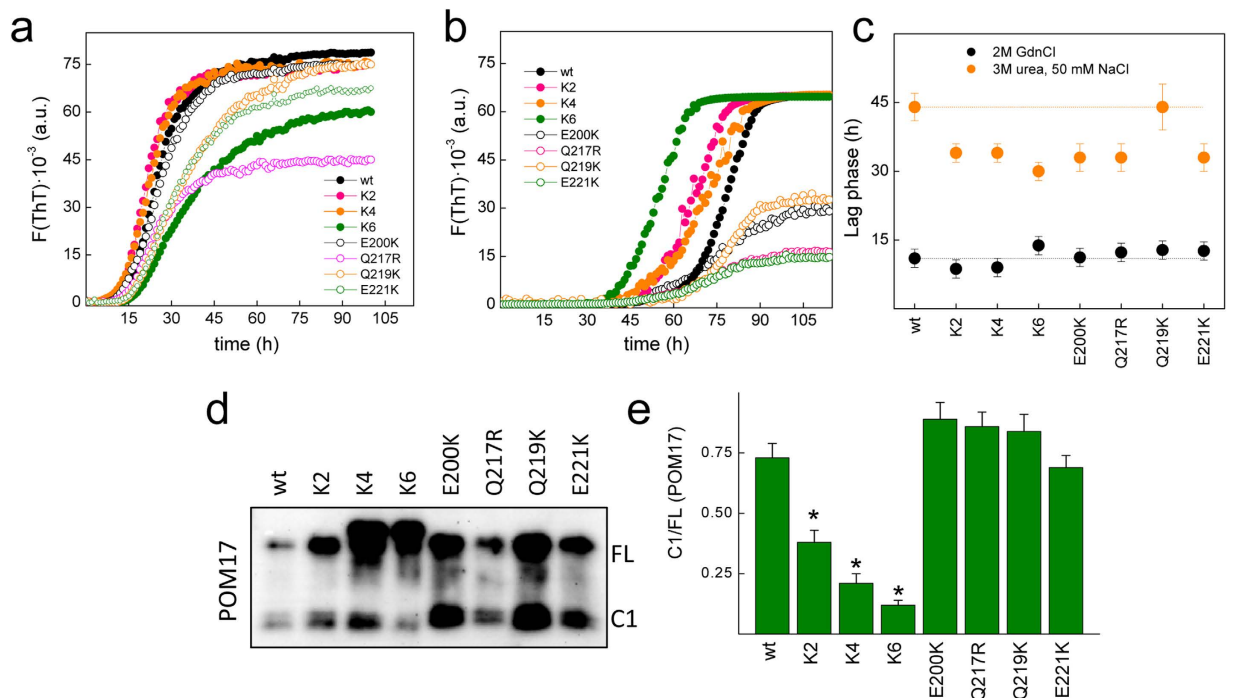 a
F(ThT)·10⁻³ (a.u.)
75
60
45
30
15
0
15 30 45 60 75 90 105
time (h)
wt
K2
K4
K6
E200K
Q217R
Q219K
E221K
b
F(ThT)·10⁻³ (a.u.)
75
60
45
30
15
0
15 30 45 60 75 90 105
time (h)
wt
K2
K4
K6
E200K
Q217R
Q219K
E221K
c
2M GdnCl
3M urea, 50 mM NaCl
Lag phase (h)
45
30
15
wt K2 K4 K6 E200K Q217R Q219K E221K
d
wt K2 K4 K6 E200K Q217R Q219K E221K
POM17
FL
C1
e
C1/FL (POM17)
0.75
0.50
0.25
* * *
wt K2 K4 K6 E200K Q217R Q219K E221K